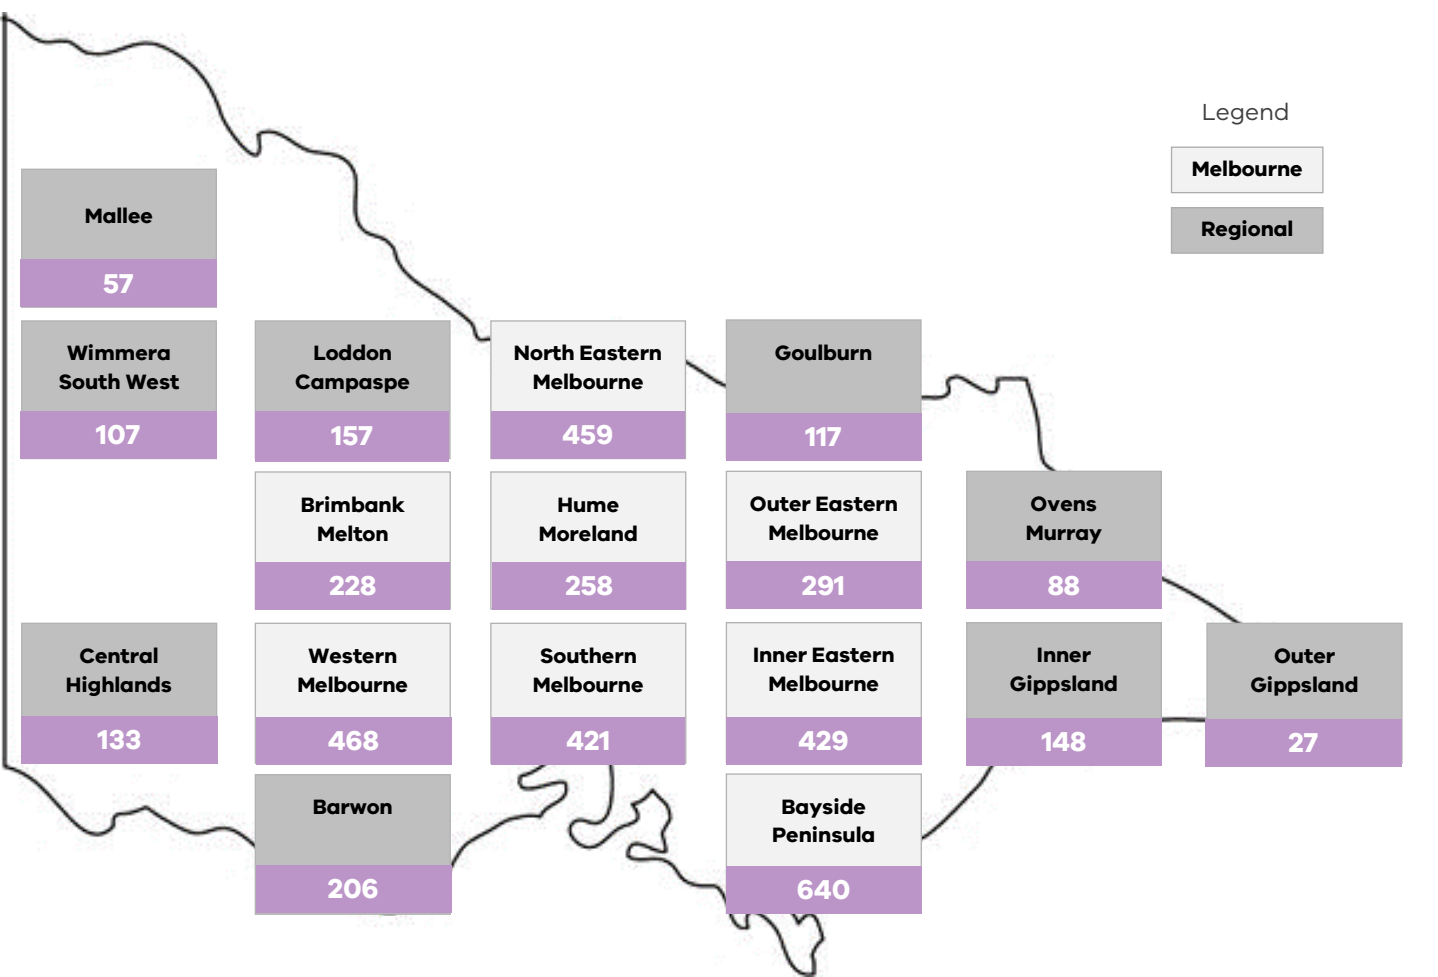 Legend
Melbourne
Regional
Mallee
57
Wimmera
South West
107
Loddon
Campaspe
157
North Eastern
Melbourne
459
Goulburn
117
Brimbank
Melton
228
Hume
Moreland
258
Outer Eastern
Melbourne
291
Ovens
Murray
88
Central
Highlands
133
Western
Melbourne
468
Southern
Melbourne
421
Inner Eastern
Melbourne
429
Inner
Gippsland
148
Outer
Gippsland
27
Barwon
206
Bayside
Peninsula
640